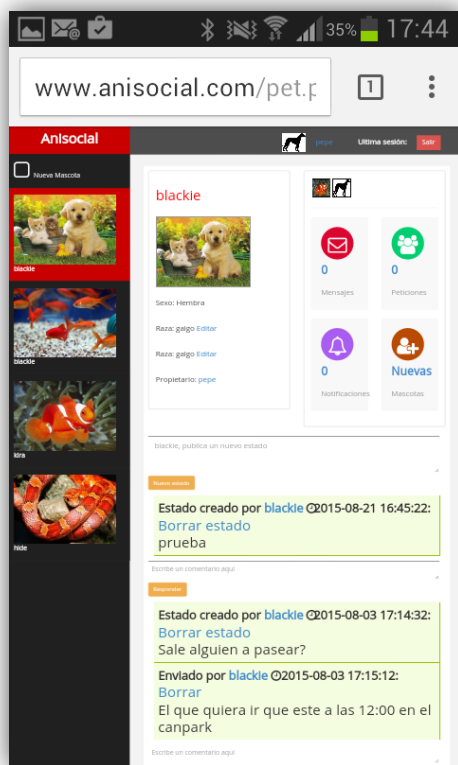 35% 17:44
www.anisocial.com/pet.p
1
Anisocial
pepe Ultima sesión: Salir
Nueva Mascota
blackie
blackie
kira
hide
blackie
Sexo: Hembra
Raza: galgo Editar
Raza: galgo Editar
Propietario: pepe
0
Mensajes
0
Peticiones
0
Notificaciones
Nuevas
Mascotas
blackie, publica un nuevo estado
Nuevo estado
Estado creado por blackie 2015-08-21 16:45:22:
Borrar estado
prueba
Escribe un comentario aqui
Responder
Estado creado por blackie 2015-08-03 17:14:32:
Borrar estado
Sale alguien a pasear?
Enviado por blackie 2015-08-03 17:15:12:
Borrar
El que quiera ir que este a las 12:00 en el
canpark
Escribe un comentario aqui